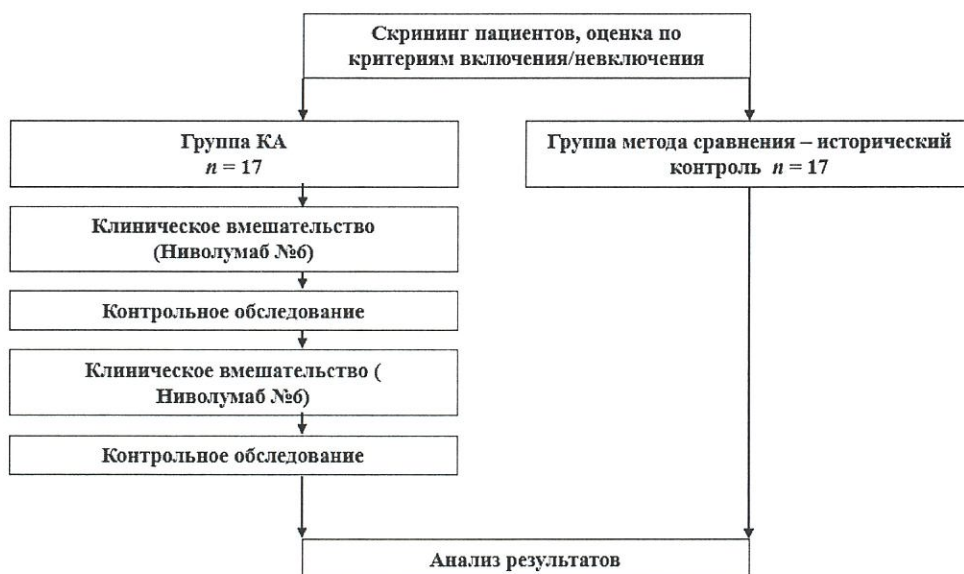 Скрининг пациентов, оценка по
критериям включения/невключения
Группа КА
n = 17
Группа метода сравнения – исторический
контроль n = 17
Клиническое вмешательство
(Ниволумаб №6)
Контрольное обследование
Клиническое вмешательство (
Ниволумаб №6)
Контрольное обследование
Анализ результатов